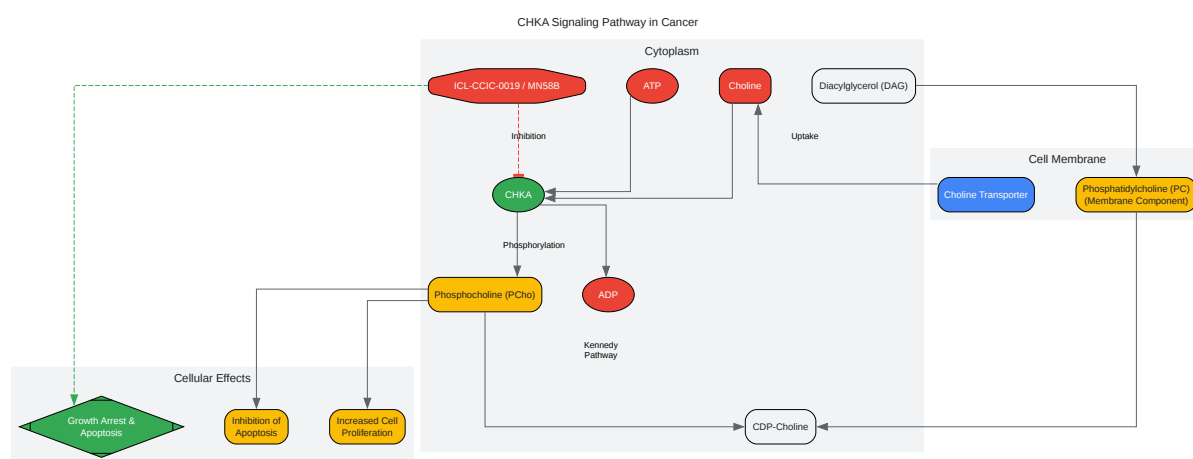 CHKA Signaling Pathway in Cancer
Cytoplasm
ICL-CCIC-0019 / MN58B
ATP
Choline
Diacylglycerol (DAG)
Inhibition
Uptake
Cell Membrane
CHKA
Choline Transporter
Phosphatidylcholine (PC)
(Membrane Component)
Phosphorylation
Phosphocholine (PCho)
ADP
Kennedy
Pathway
Cellular Effects
Growth Arrest &
Apoptosis
Inhibition of
Apoptosis
Increased Cell
Proliferation
CDP-Choline